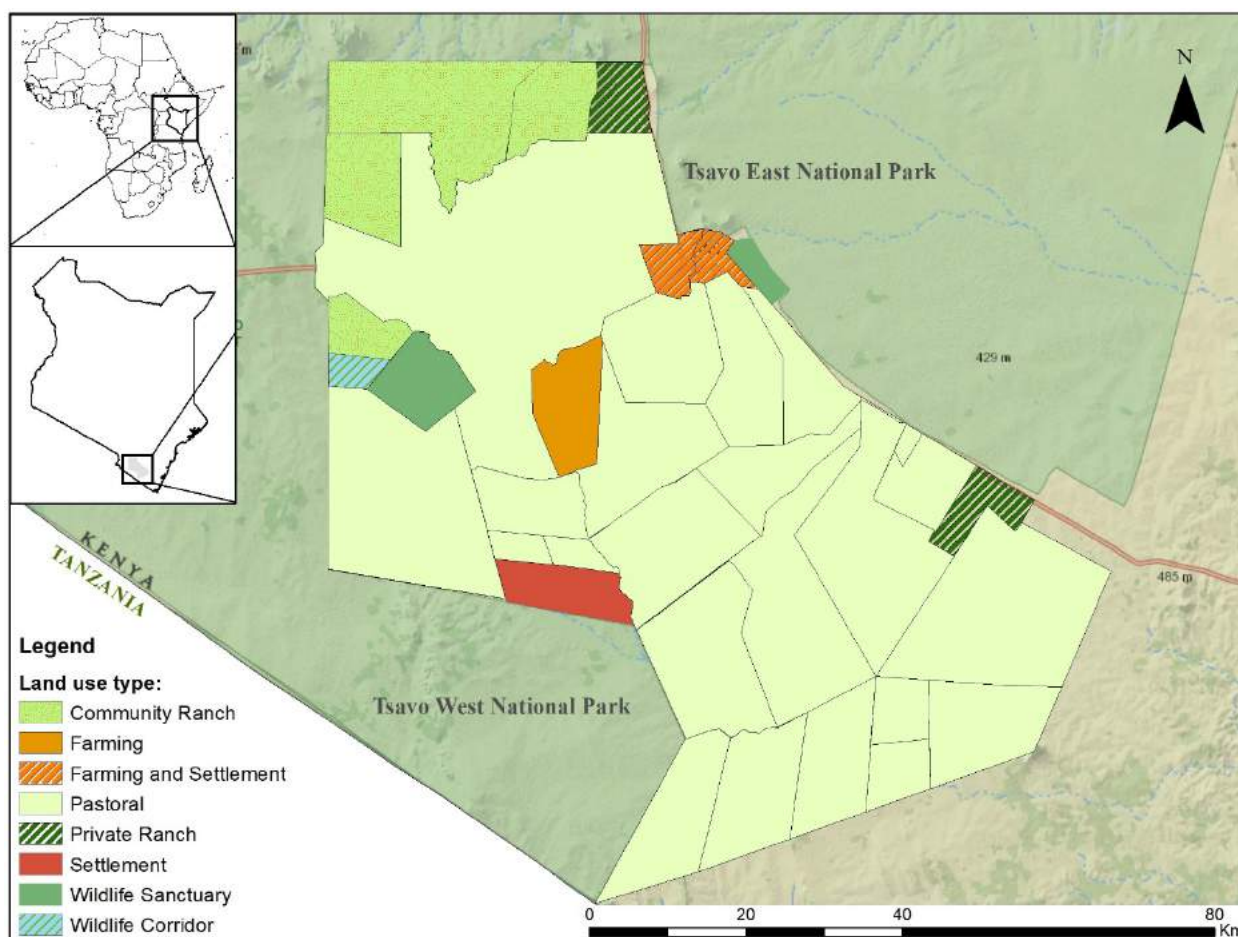 m
N
Tsavo East National Park
429 m
485 m
KENYA
TANZANIA
Tsavo West National Park
Legend
Land use type:
Community Ranch
Farming
Farming and Settlement
Pastoral
Private Ranch
Settlement
Wildlife Sanctuary
Wildlife Corridor
0 20 40 80
Km